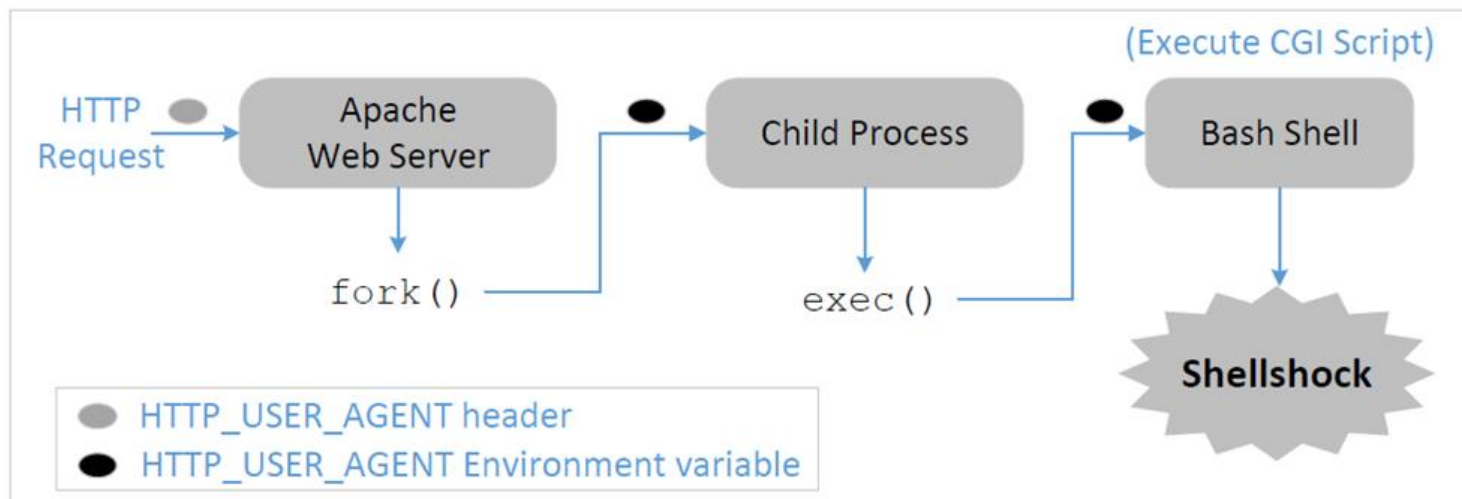 (Execute CGI Script)
HTTP
Request
Apache
Web Server
Child Process
Bash Shell
fork()
exec()
Shellshock
HTTP_USER_AGENT header
HTTP_USER_AGENT Environment variable